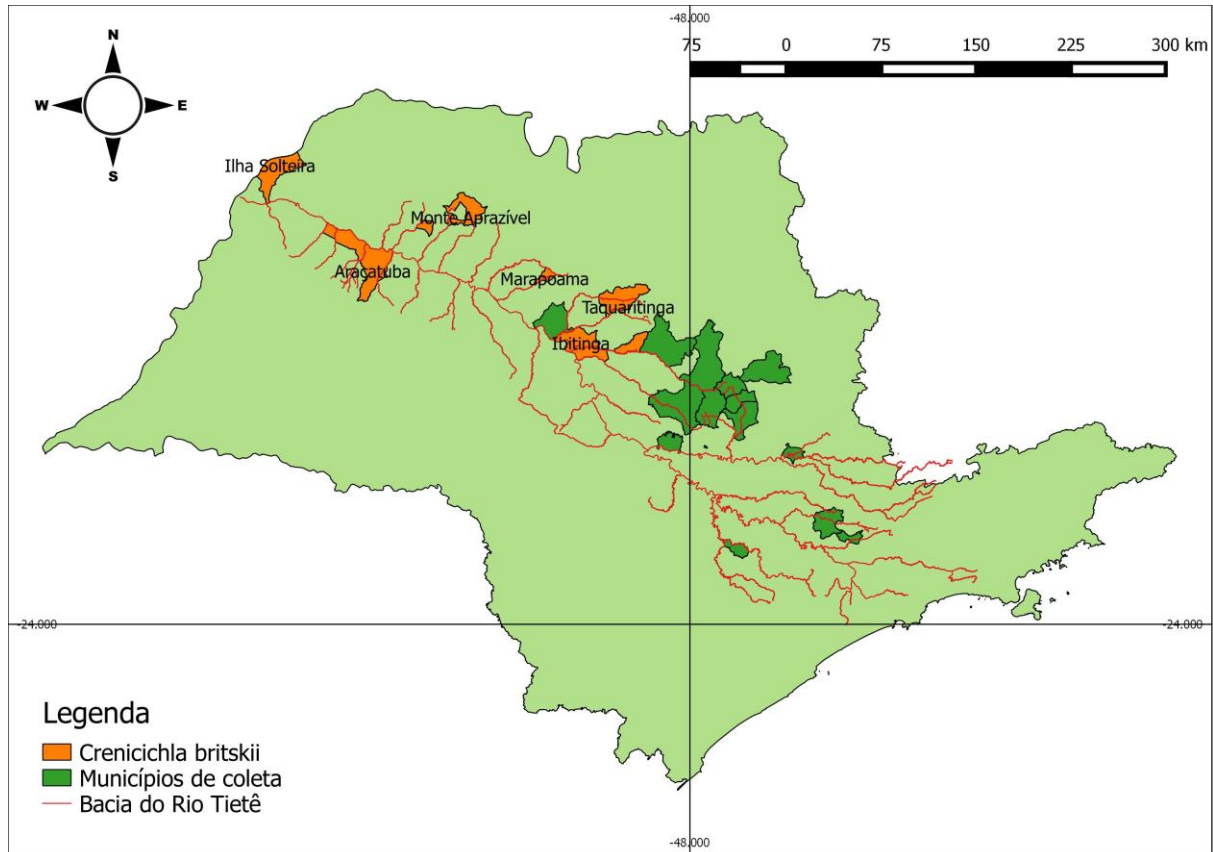 -48.000
N
W E
S
75 0 75 150 225 300 km
Ilha Solteira
Monte Aprazível
Araçatuba
Marapoama
Taquaritinga
Ibitinga
-24.000 -24.000
Legenda
Crenicichla britskii
Municípios de coleta
Bacia do Rio Tietê
-48.000